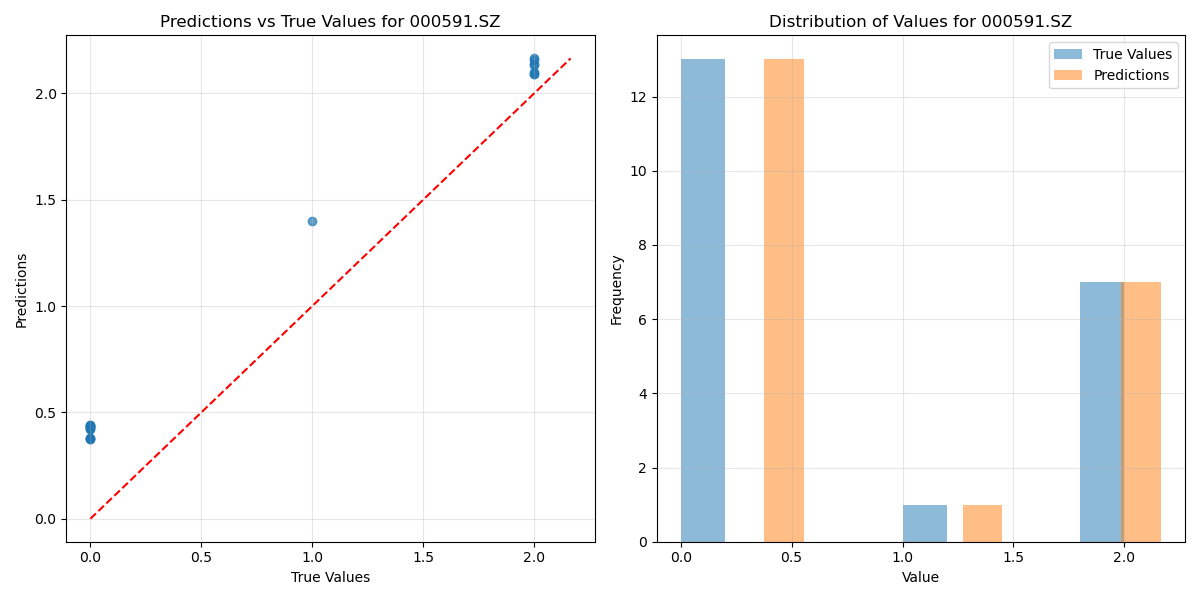 Predictions vs True Values for 000591.SZ
Predictions
2.0
1.5
1.0
0.5
0.0
0.0 0.5 1.0 1.5 2.0
True Values
Distribution of Values for 000591.SZ
True Values
Predictions
Frequency
12
10
8
6
4
2
0
0.0 0.5 1.0 1.5 2.0
Value